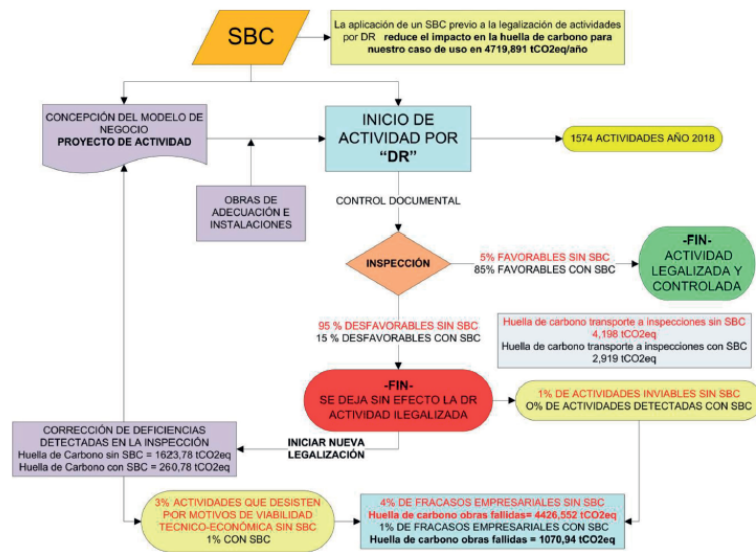 SBC
La aplicación de un SBC previo a la legalización de actividades
por DR reduce el impacto en la huella de carbono para
nuestro caso de uso en 4719,891 tCO2eq/año
CONCEPCIÓN DEL MODELO DE
NEGOCIO
PROYECTO DE ACTIVIDAD
INICIO DE
ACTIVIDAD POR
“DR”
1574 ACTIVIDADES AÑO 2018
OBRAS DE
ADECUACIÓN E
INSTALACIONES
CONTROL DOCUMENTAL
INSPECCIÓN
5% FAVORABLES SIN SBC
85% FAVORABLES CON SBC
-FIN-
ACTIVIDAD
LEGALIZADA Y
CONTROLADA
95 % DESFAVORABLES SIN SBC
15 % DESFAVORABLES CON SBC
Huella de carbono transporte a inspecciones sin SBC
4,198 tCO2eq
Huella de carbono transporte a inspecciones con SBC
2,919 tCO2eq
-FIN-
SE DEJA SIN EFECTO LA DR
ACTIVIDAD ILEGALIZADA
1% DE ACTIVIDADES INVIABLES SIN SBC
0% DE ACTIVIDADES DETECTADAS CON SBC
CORRECCIÓN DE DEFICIENCIAS
DETECTADAS EN LA INSPECCIÓN
Huella de Carbono sin SBC = 1623,78 tCO2eq
Huella de Carbono con SBC = 260,78 tCO2eq
INICIAR NUEVA
LEGALIZACIÓN
3% ACTIVIDADES QUE DESISTEN
POR MOTIVOS DE VIABILIDAD
TECNICO-ECONÓMICA SIN SBC
1% CON SBC
4% DE FRACASOS EMPRESARIALES SIN SBC
Huella de carbono obras fallidas= 4426,552 tCO2eq
1% DE FRACASOS EMPRESARIALES CON SBC
Huella de carbono obras fallidas = 1070,94 tCO2eq